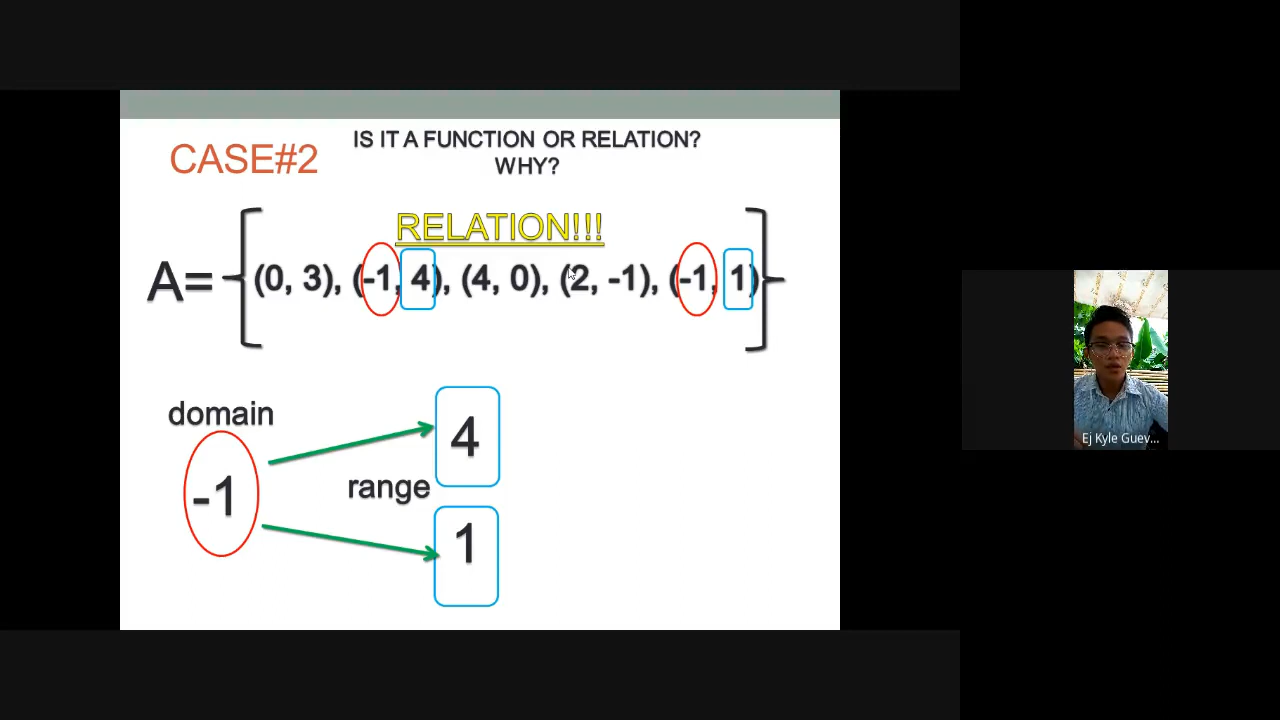 IS IT A FUNCTION OR RELATION?
WHY?
CASE#2
RELATION!!!
A= (0, 3), (-1, 4), (4, 0), (2, -1), (-1, 1)
domain
-1
range
4
1
Ej Kyle Guev...